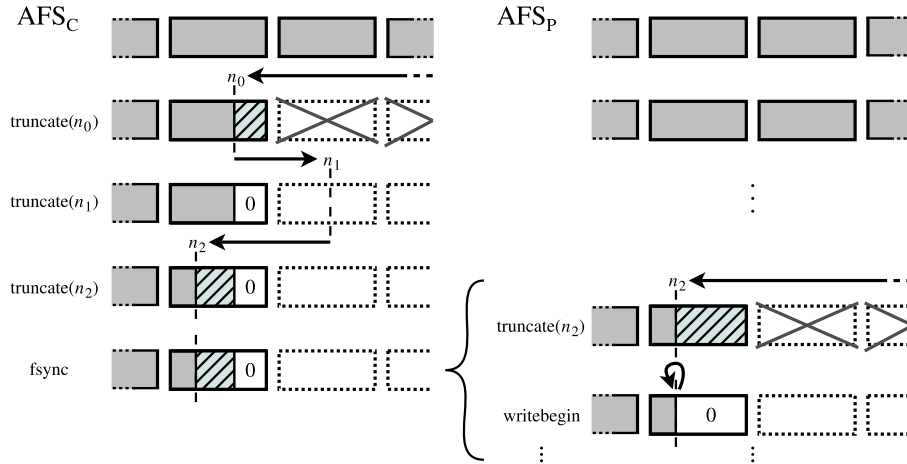 AFS_C
AFS_P
n_0
truncate(n_0)
n_1
truncate(n_1)
0
n_2
truncate(n_2)
0
n_2
truncate(n_2)
fsync
0
writebegin
0